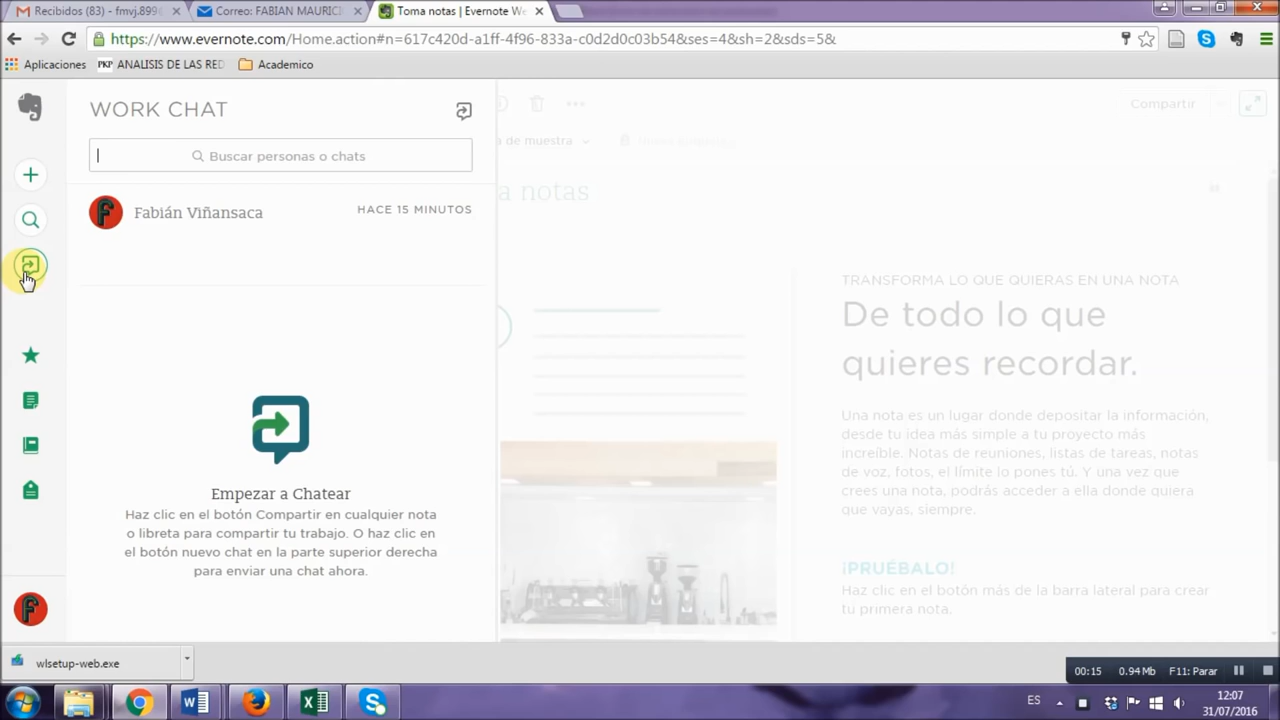 Recibidos (83) - fmvj.899
Correo: FABIAN MAURICI
Toma notas | Evernote We
https://www.evernote.com/Home.action#n=617c420d-a1ff-4f96-833a-c0d2d0c03b54&ses=4&sh=2&sds=5&
Aplicaciones
PKP ANALISIS DE LAS RED
Academico
WORK CHAT
Compartir
a de muestra
Buscar personas o chats
a notas
Fabián Viñansaca
HACE 15 MINUTOS
TRANSFORMA LO QUE QUIERAS EN UNA NOTA
De todo lo que
quieres recordar.
Una nota es un lugar donde depositar la información,
desde tu idea más simple a tu proyecto más
increíble. Notas de reuniones, listas de tareas, notas
de voz, fotos, el límite lo pones tú. Y una vez que
crees una nota, podrás acceder a ella donde quiera
que vayas, siempre.
Empezar a Chatear
Haz clic en el botón Compartir en cualquier nota
o libreta para compartir tu trabajo. O haz clic en
el botón nuevo chat en la parte superior derecha
para enviar una chat ahora.
¡PRUÉBALO!
Haz clic en el botón más de la barra lateral para crear
tu primera nota.
wlsetup-web.exe
00:15
0.94 Mb
F11: Parar
ES
12:07
31/07/2016